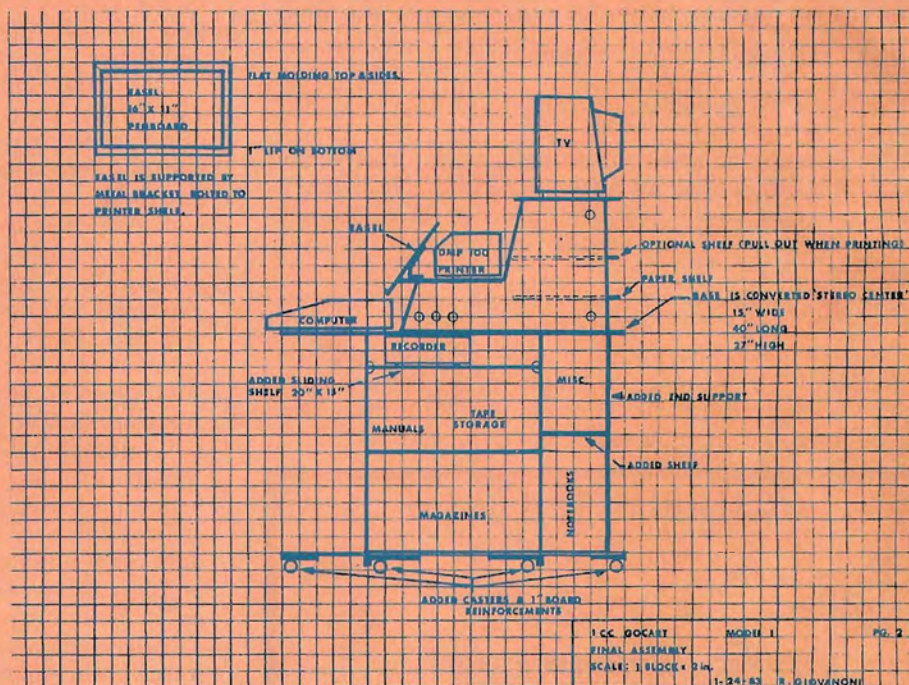 FLAT MOLDING TOP & SIDES.
EASEL
16" X 11"
PEGBOARD
1" LIP ON BOTTOM
EASEL IS SUPPORTED BY
METAL BRACKET BOLTED TO
PRINTER SHELF.
TV
EASEL
DMP 100
PRINTER
OPTIONAL SHELF (PULL OUT WHEN PRINTING)
PAPER SHELF
BASE IS CONVERTED 'STEREO CENTER'
15" WIDE
40" LONG
27" HIGH
COMPUTER
RECORDER
ADDED SLIDING
SHELF 20" X 15"
MISC.
ADDED END SUPPORT
TAPE
STORAGE
MANUALS
ADDED SHELF
NOTEBOOKS
MAGAZINES
ADDED CASTERS & 1" BOARD
REINFORCEMENTS
1 CC GOCART MODEL 1 PG. 2
FINAL ASSEMBLY
SCALE: 1 BLOCK = 2 in.
1-24-83 R. GIOVANONI